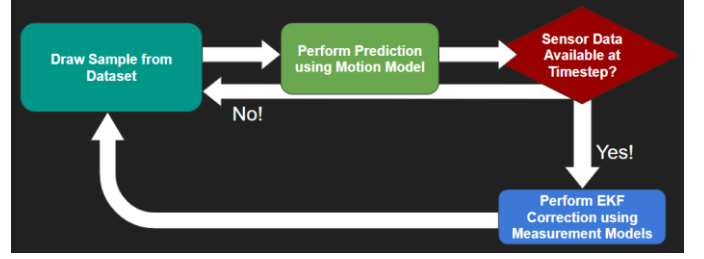 Draw Sample from
Dataset
Perform Prediction
using Motion Model
Sensor Data
Available at
Timestep?
No!
Yes!
Perform EKF
Correction using
Measurement Models